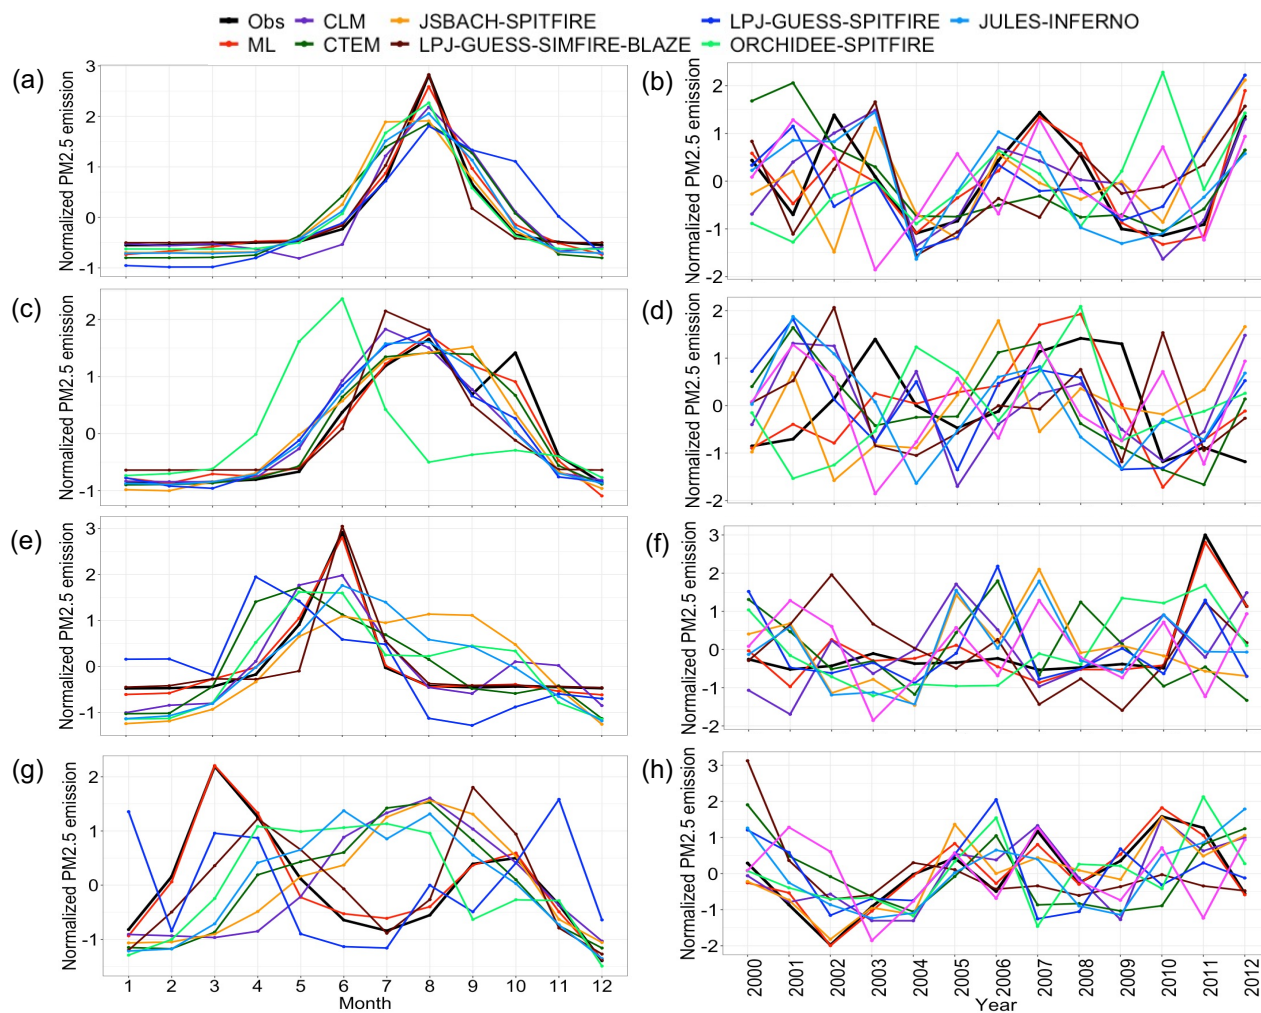 Obs CLM JSBACH-SPITFIRE LPJ-GUESS-SPITFIRE JULES-INFERNO
ML CTEM LPJ-GUESS-SIMFIRE-BLAZE ORCHIDEE-SPITFIRE
(a) Normalized PM2.5 emission
3
2
1
0
-1
(b) Normalized PM2.5 emission
2
1
0
-1
-2
(c) Normalized PM2.5 emission
2
1
0
-1
(d) Normalized PM2.5 emission
2
1
0
-1
-2
(e) Normalized PM2.5 emission
3
2
1
0
-1
(f) Normalized PM2.5 emission
3
2
1
0
-1
-2
(g) Normalized PM2.5 emission
2
1
0
-1
1 2 3 4 5 6 7 8 9 10 11 12
Month
(h) Normalized PM2.5 emission
3
2
1
0
-1
-2
2000 2001 2002 2003 2004 2005 2006 2007 2008 2009 2010 2011 2012
Year